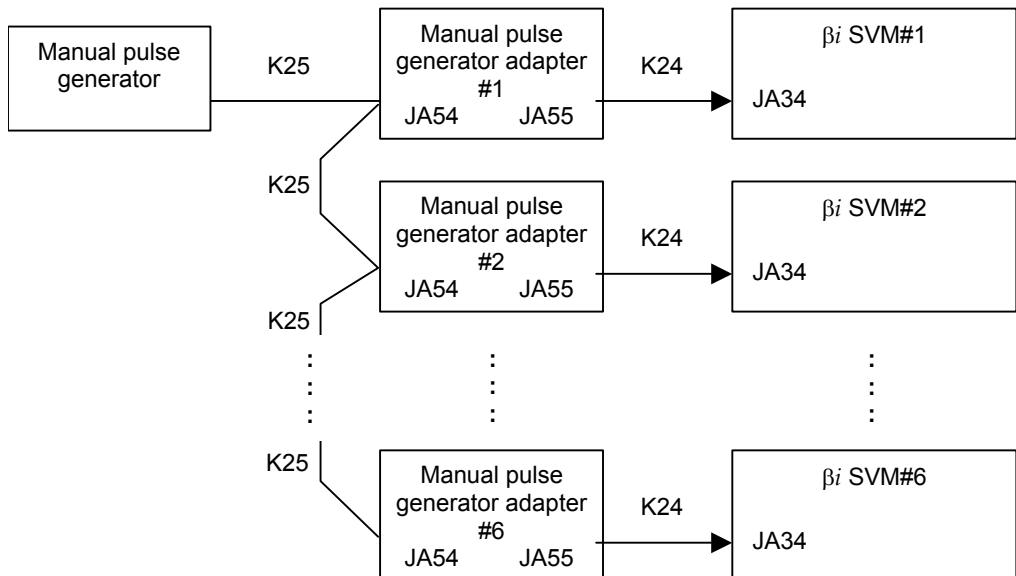 Manual pulse
generator
K25
Manual pulse
generator adapter
#1
JA54 JA55
K24
βi SVM#1
JA34
K25
Manual pulse
generator adapter
#2
JA54 JA55
K24
βi SVM#2
JA34
K25
K25
Manual pulse
generator adapter
#6
JA54 JA55
K24
βi SVM#6
JA34